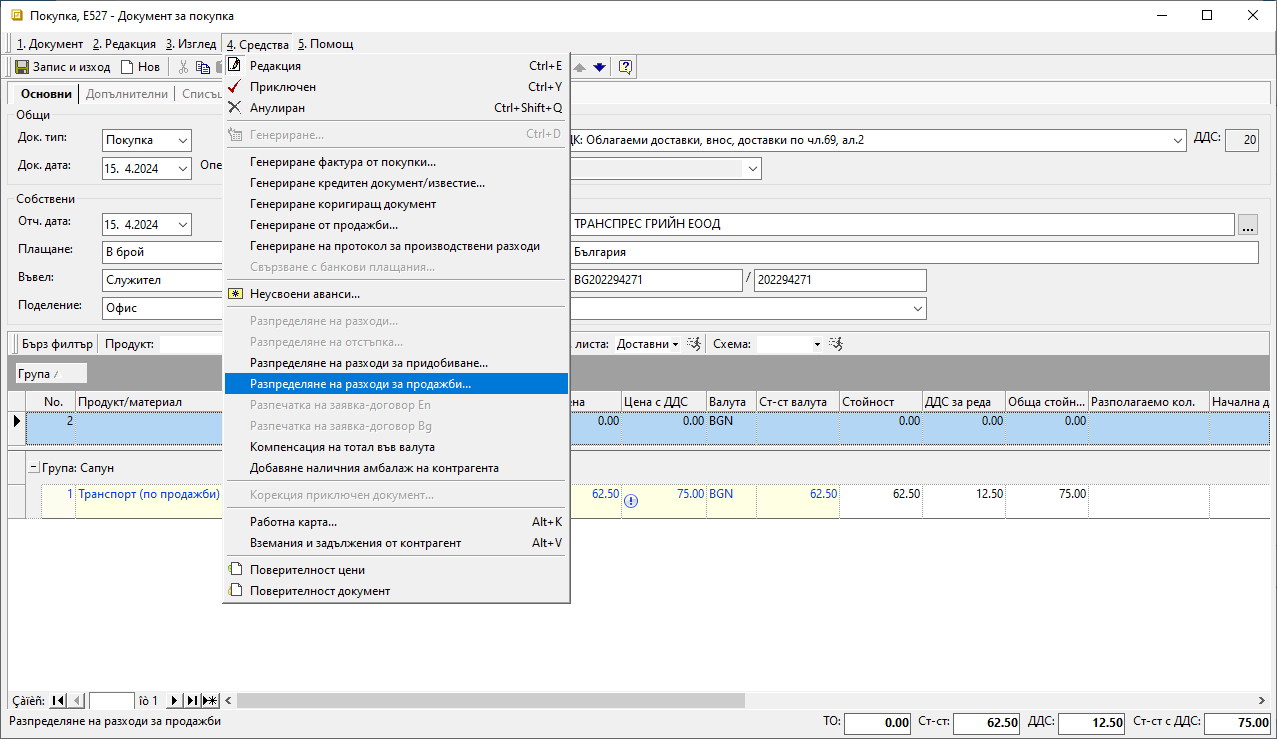 Покупка, E527 - Документ за покупка
1. Документ 2. Редакция 3. Изглед 4. Средства 5. Помощ
Запис и изход Нов
Редакция Ctrl+E
Приключен Ctrl+Y
Анулиран Ctrl+Shift+Q
Генериране... Ctrl+D
Генериране фактура от покупки...
Генериране кредитен документ/известие...
Генериране коригиращ документ
Генериране от продажби...
Генериране на протокол за производствени разходи
Свързване с банкови плащания...
Неусвоени аванси...
Разпределяне на разходи...
Разпределяне на отстъпка...
Разпределяне на разходи за придобиване...
Разпределяне на разходи за продажби...
Разпечатка на заявка-договор En
Разпечатка на заявка-договор Bg
Компенсация на тотал във валута
Добавяне наличния амбалаж на контрагента
Корекция приключен документ...
Работна карта... Alt+K
Вземания и задължения от контрагент Alt+V
Поверителност цени
Поверителност документ
Основни Допълнителни Списъц
Общи
Док. тип: Покупка ДК: Облагаеми доставки, внос, доставки по чл.69, ал.2 ДДС: 20
Док. дата: 15. 4.2024 Опе
Собствени
Отч. дата: 15. 4.2024 ТРАНСПРЕС ГРИЙН ЕООД ...
Плащане: В брой България
Въвел: Служител BG202294271 / 202294271
Поделение: Офис
Бърз филтър Продукт: листа: Доставни Схема:
Група
No. Продукт/материал ена Цена с ДДС Валута Ст-ст валута Стойност ДДС за реда Обща стойн... Разполагаемо кол. Начална д
2 0.00 0.00 BGN 0.00 0.00 0.00
Група: Сапун
1 Транспорт (по продажби) 62.50 75.00 BGN 62.50 62.50 12.50 75.00
Çàïèñ: îò 1
Разпределяне на разходи за продажби ТО: 0.00 Ст-ст: 62.50 ДДС: 12.50 Ст-ст с ДДС: 75.00